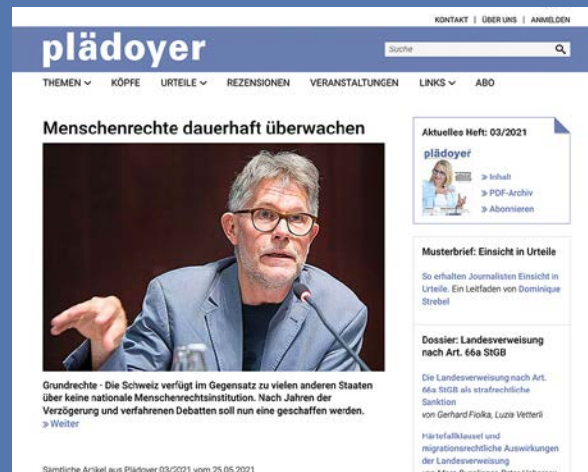 KONTAKT | ÜBER UNS | ANMELDEN
plädoyer
Suche
THEMEN KÖPFE URTEILE REZENSIONEN VERANSTALTUNGEN LINKS ABO
Menschenrechte dauerhaft überwachen
Grundrechte - Die Schweiz verfügt im Gegensatz zu vielen anderen Staaten
über keine nationale Menschenrechtsinstitution. Nach Jahren der
Verzögerung und verfahrenen Debatten soll nun eine geschaffen werden.
» Weiter
Sämtliche Artikel aus Plädoyer 03/2021 vom 25.05.2021
Aktuelles Heft: 03/2021
plädoyer
» Inhalt
» PDF-Archiv
» Abonnieren
Musterbrief: Einsicht in Urteile
So erhalten Journalisten Einsicht in
Urteile. Ein Leitfaden von Dominique
Strebel
Dossier: Landesverweisung
nach Art. 66a StGB
Die Landesverweisung nach Art.
66a StGB als strafrechtliche
Sanktion
von Gerhard Fiolka, Luzia Vetterli
Härtefallklausel und
migrationsrechtliche Auswirkungen
der Landesverweisung